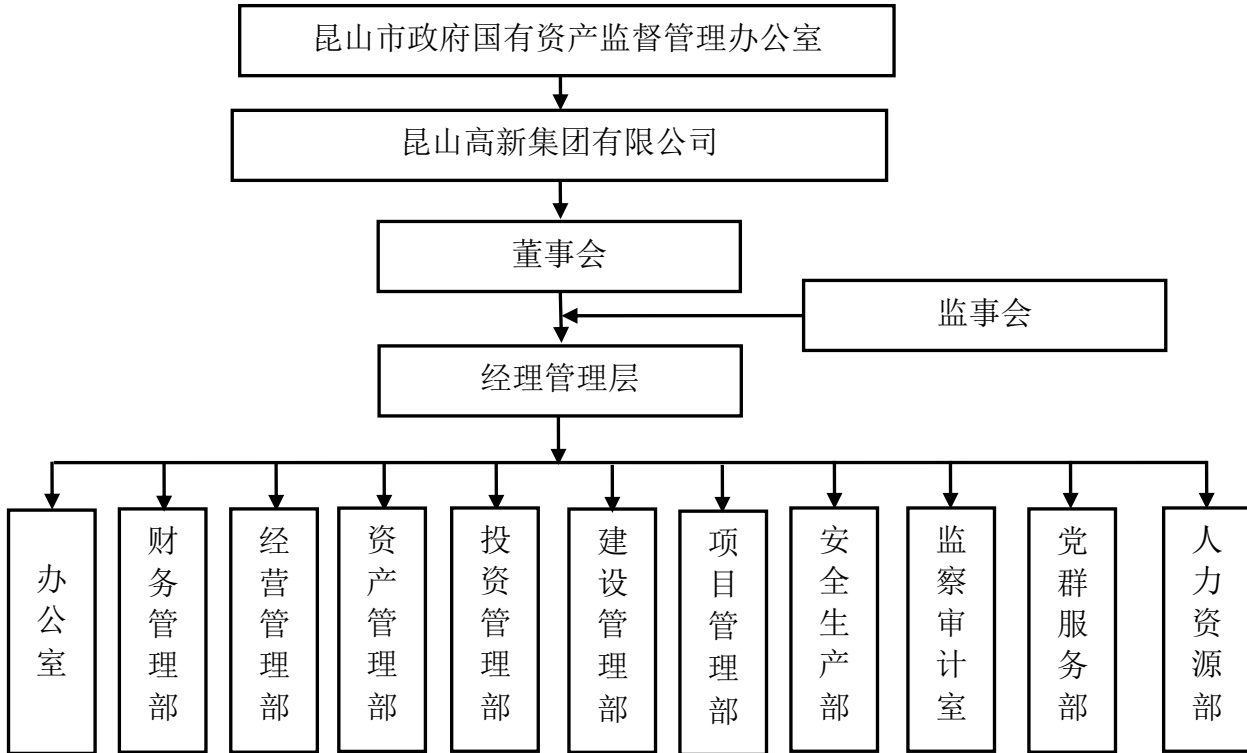 昆山市政府国有资产监督管理办公室
昆山高新集团有限公司
董事会
监事会
经理管理层
办公室
财务管理部
经营管理部
资产管理部
投资管理部
建设管理部
项目管理部
安全生产部
监察审计室
党群服务部
人力资源部